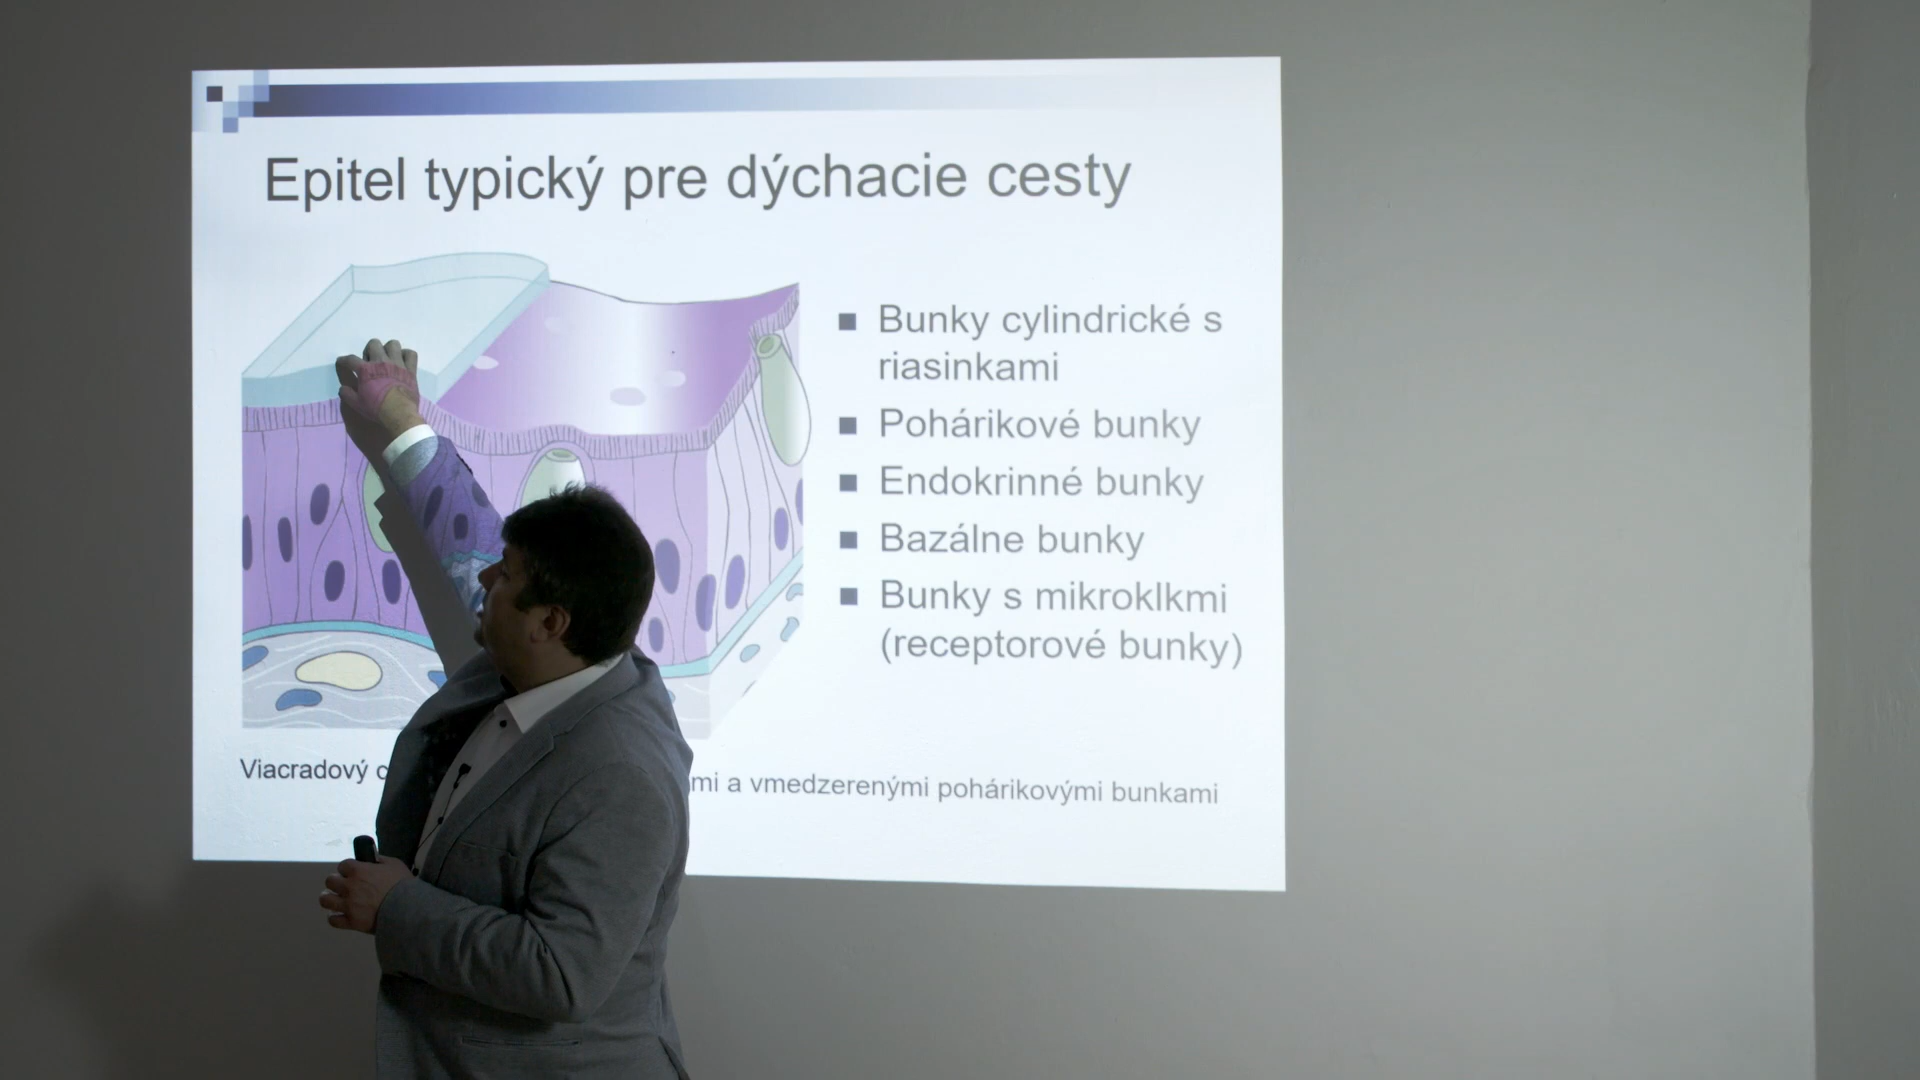 Epitel typický pre dýchacie cesty
Bunky cylindrické s
riasinkami
Pohárikové bunky
Endokrinné bunky
Bazálne bunky
Bunky s mikroklkmi
(receptorové bunky)
Viacradový mi a vmedzerenými pohárikovými bunkami